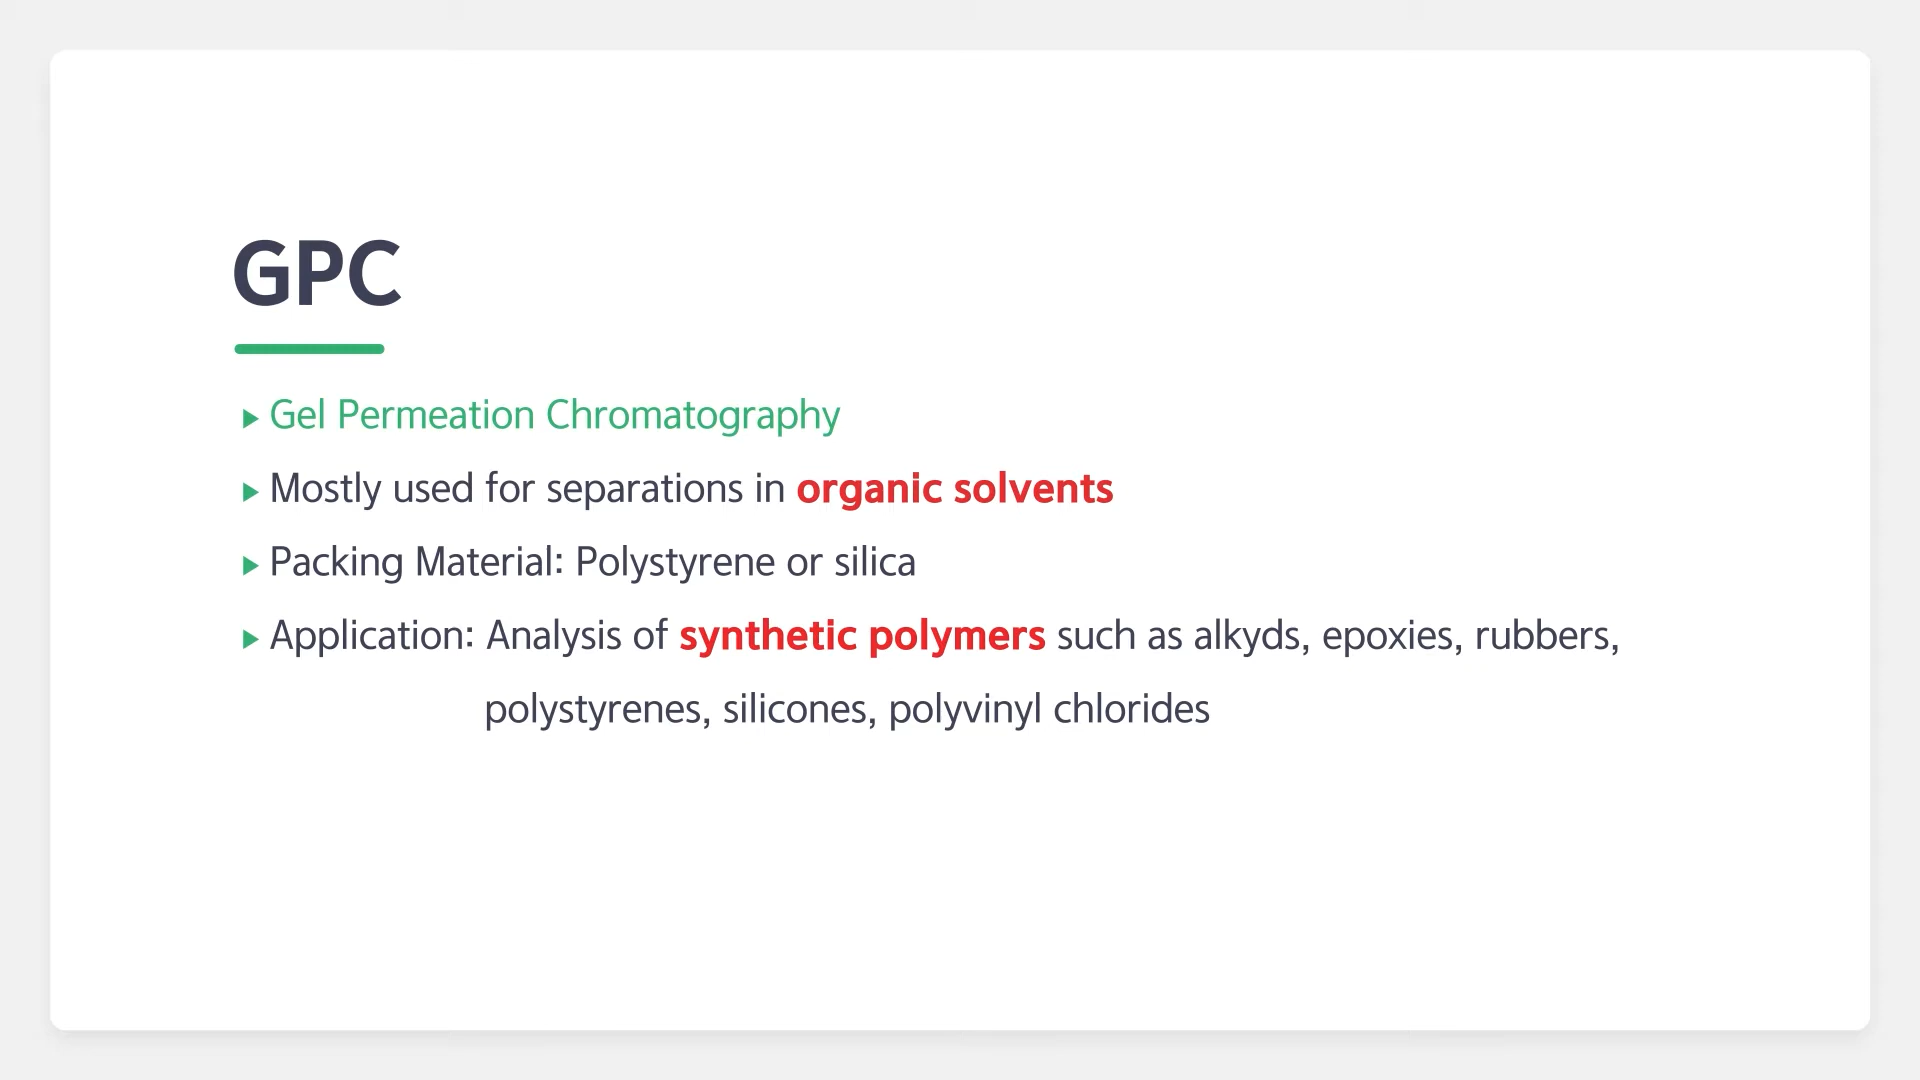 GPC
▸ Gel Permeation Chromatography
▸ Mostly used for separations in organic solvents
▸ Packing Material: Polystyrene or silica
▸ Application: Analysis of synthetic polymers such as alkyds, epoxies, rubbers,
polystyrenes, silicones, polyvinyl chlorides